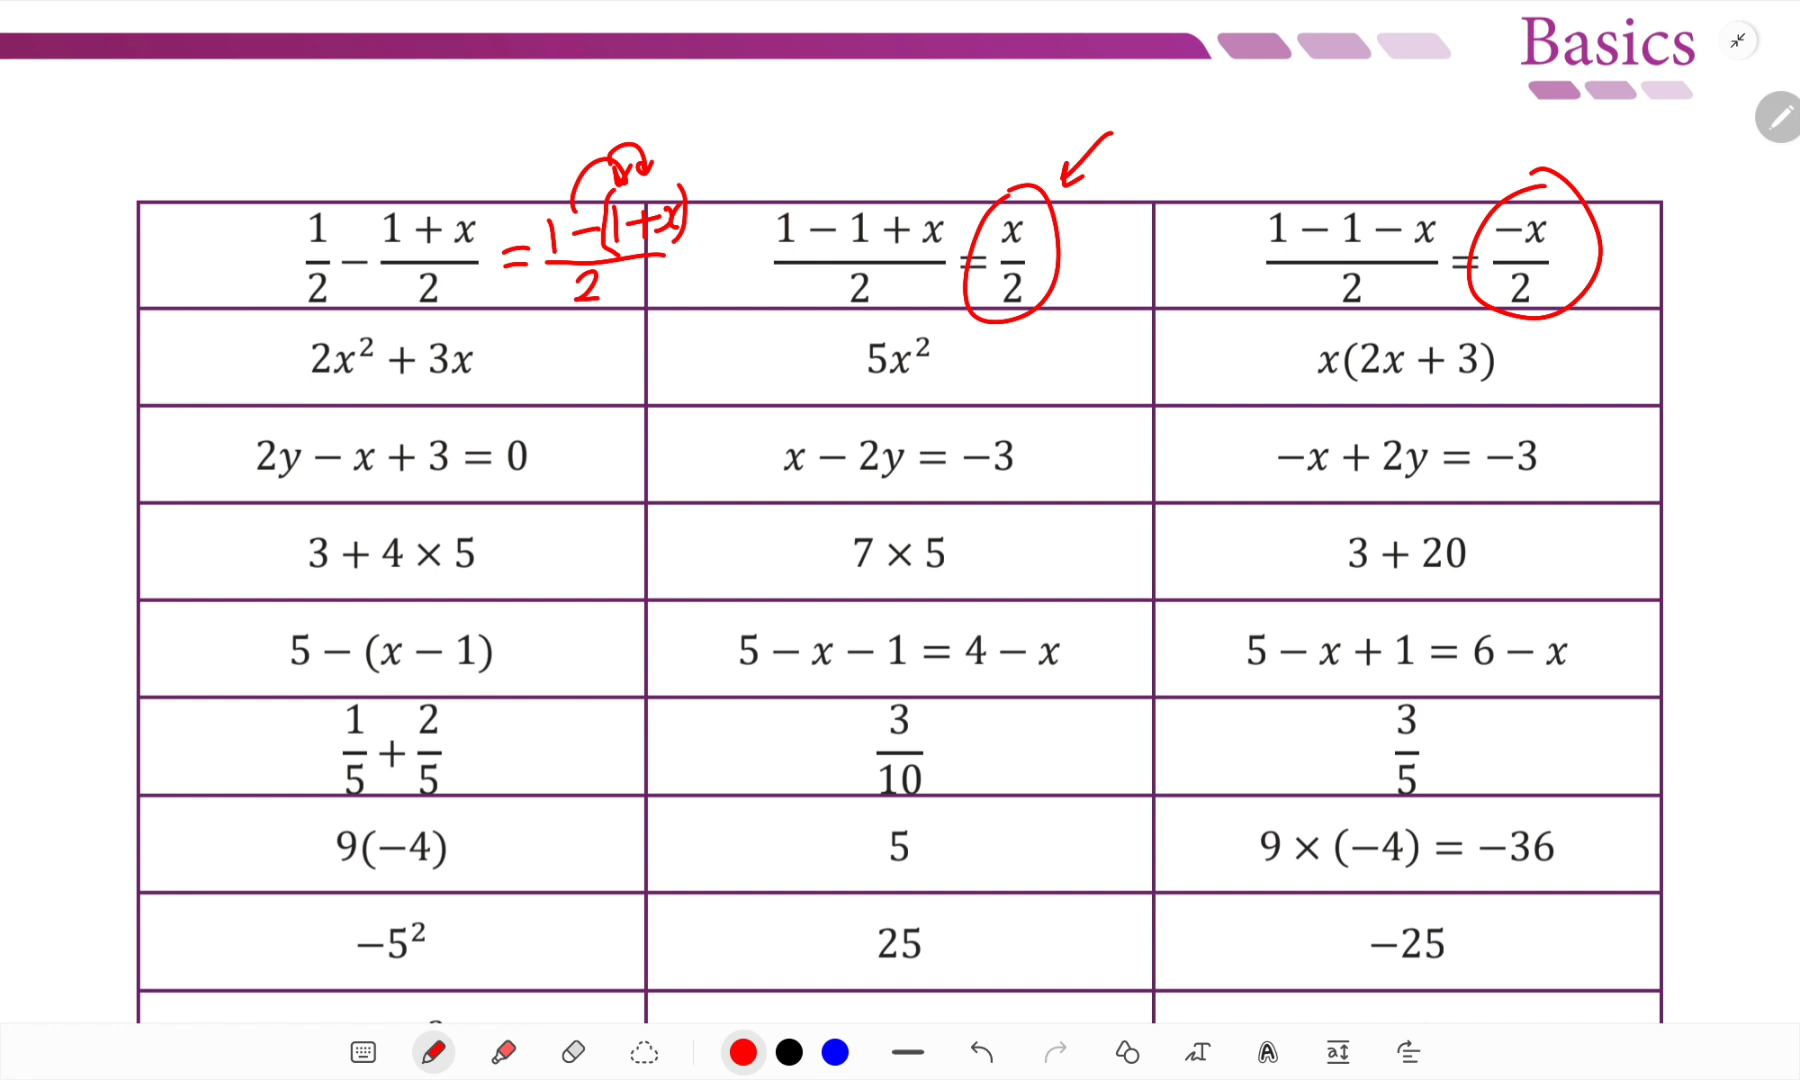 Basics
1/2 − (1 + x)/2 = (1 − (1 + x))/2
(1 − 1 + x)/2 = x/2
(1 − 1 − x)/2 = −x/2
2x² + 3x
5x²
x(2x + 3)
2y − x + 3 = 0
x − 2y = −3
−x + 2y = −3
3 + 4 × 5
7 × 5
3 + 20
5 − (x − 1)
5 − x − 1 = 4 − x
5 − x + 1 = 6 − x
1/5 + 2/5
3/10
3/5
9(−4)
5
9 × (−4) = −36
−5²
25
−25